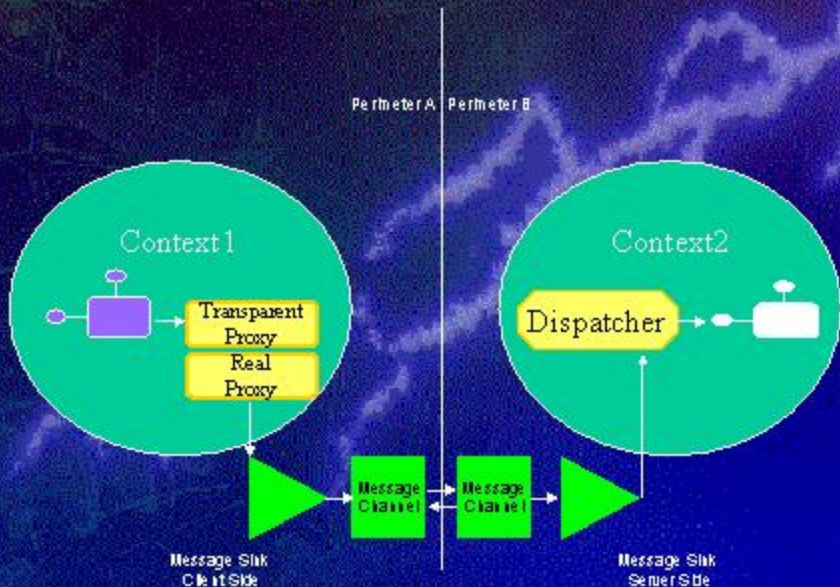 Perimeter A
Perimeter B
Context1
Context2
Transparent
Proxy
Real
Proxy
Dispatcher
Message
Channel
Message
Channel
Message Sink
Client Side
Message Sink
Server Side